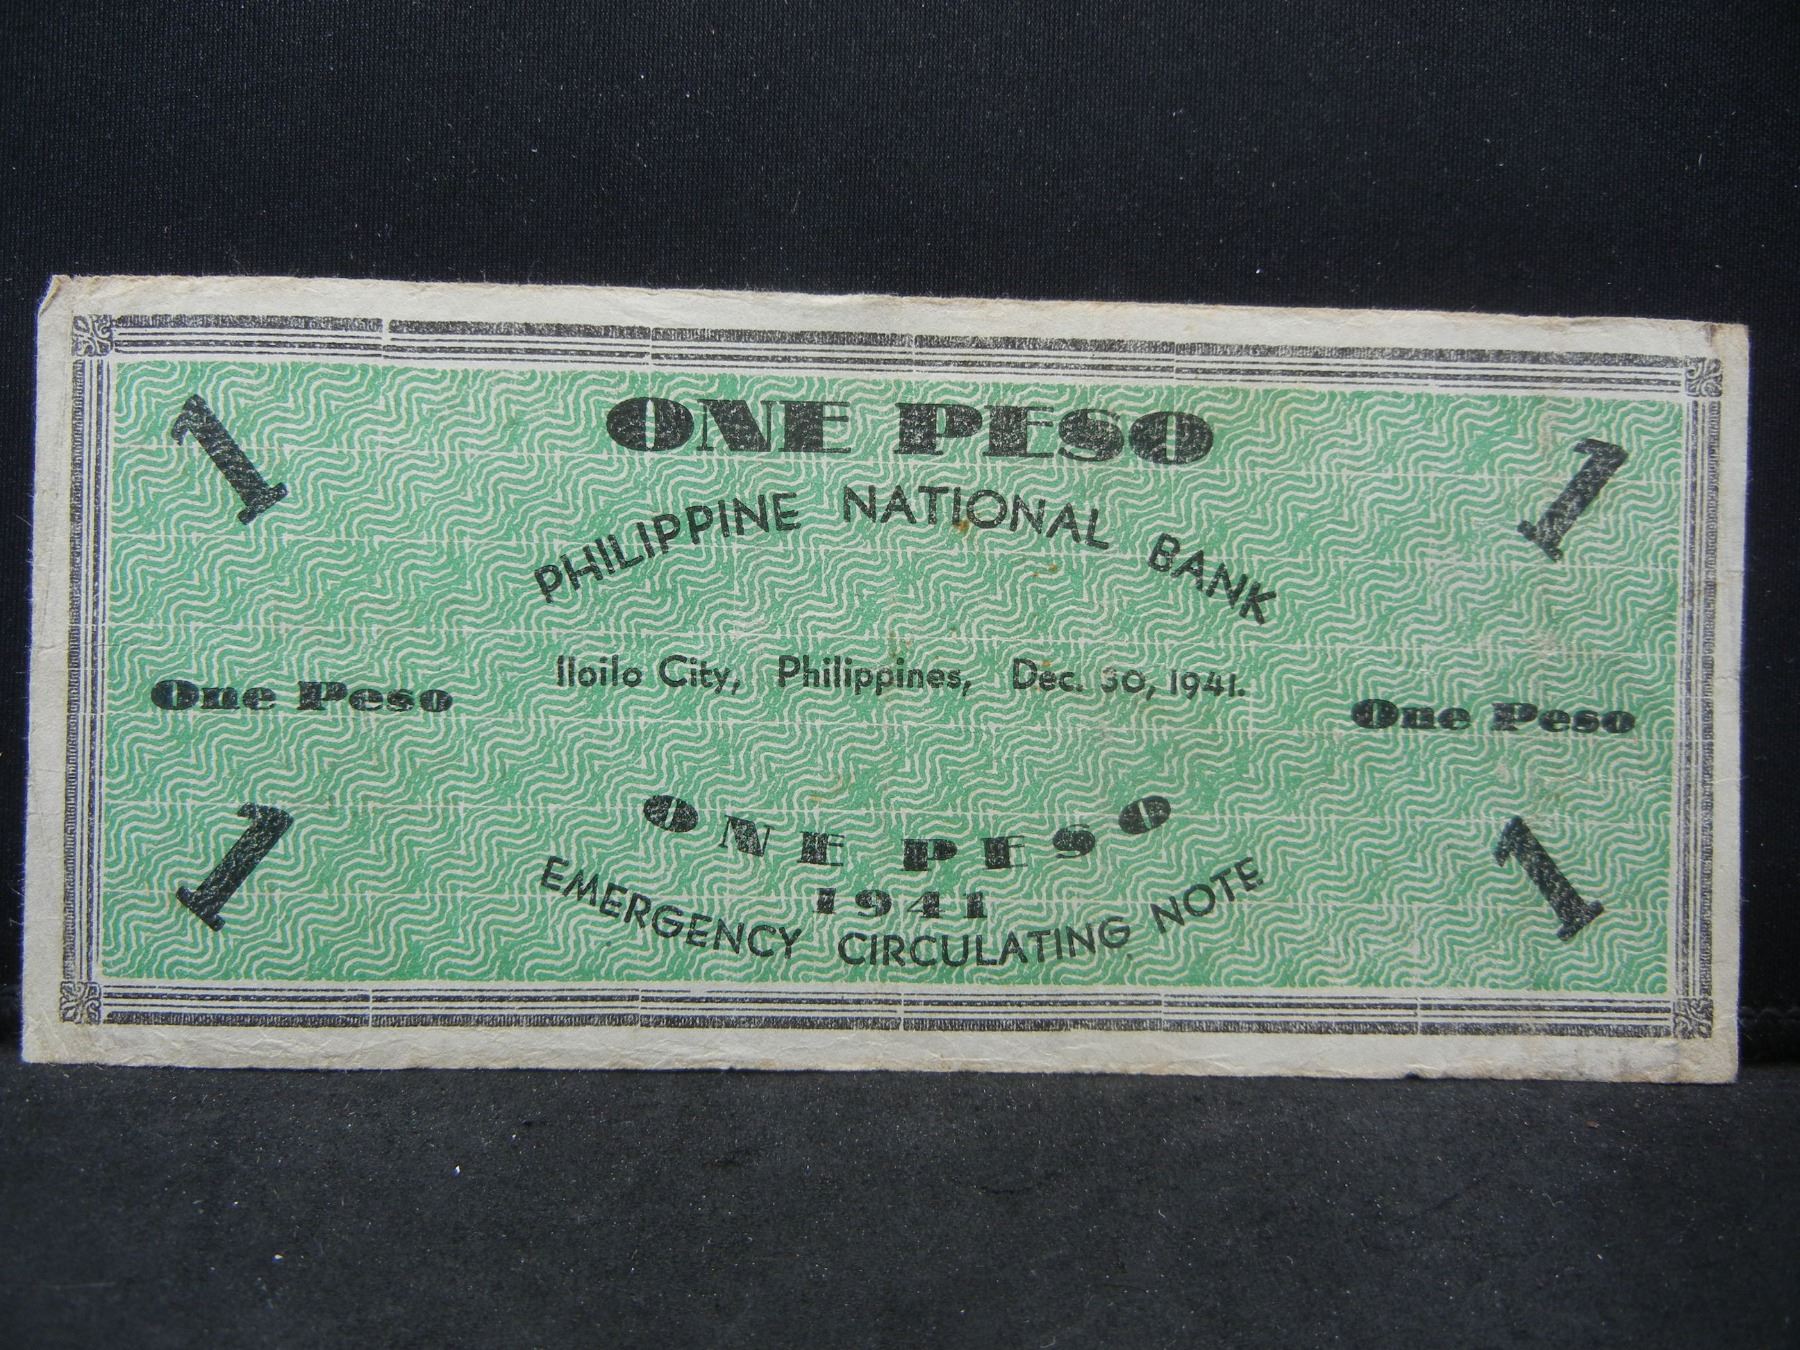 1 ONE PESO 1
PHILIPPINE NATIONAL BANK
Iloilo City, Philippines, Dec. 30, 1941.
One Peso One Peso
ONE PESO
1941
1 1
EMERGENCY CIRCULATING NOTE